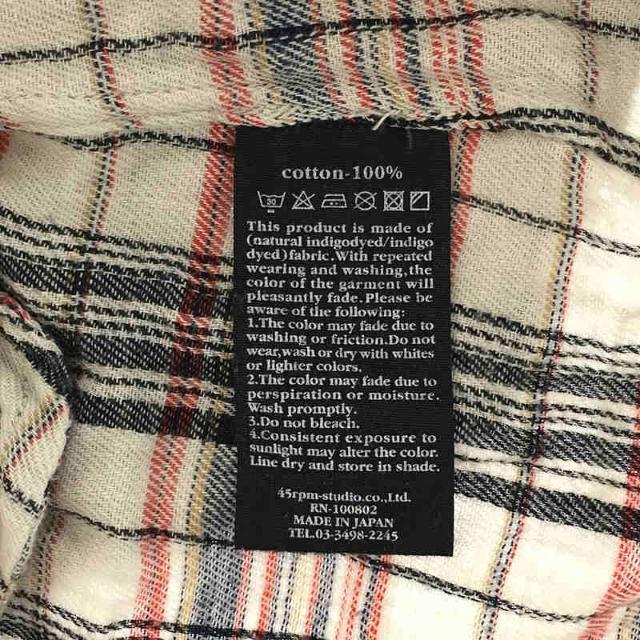 cotton-100%
30
This product is made of
(natural indigodyed/indigo
dyed)fabric.With repeated
wearing and washing,the
color of the garment will
pleasantly fade.Please be
aware of the following:
1.The color may fade due to
washing or friction.Do not
wear,wash or dry with whites
or lighter colors.
2.The color may fade due to
perspiration or moisture.
Wash promptly.
3.Do not bleach.
4.Consistent exposure to
sunlight may alter the color.
Line dry and store in shade.
45rpm-studio co.,Ltd.
RN-100802
MADE IN JAPAN
TEL.03-3498-2245